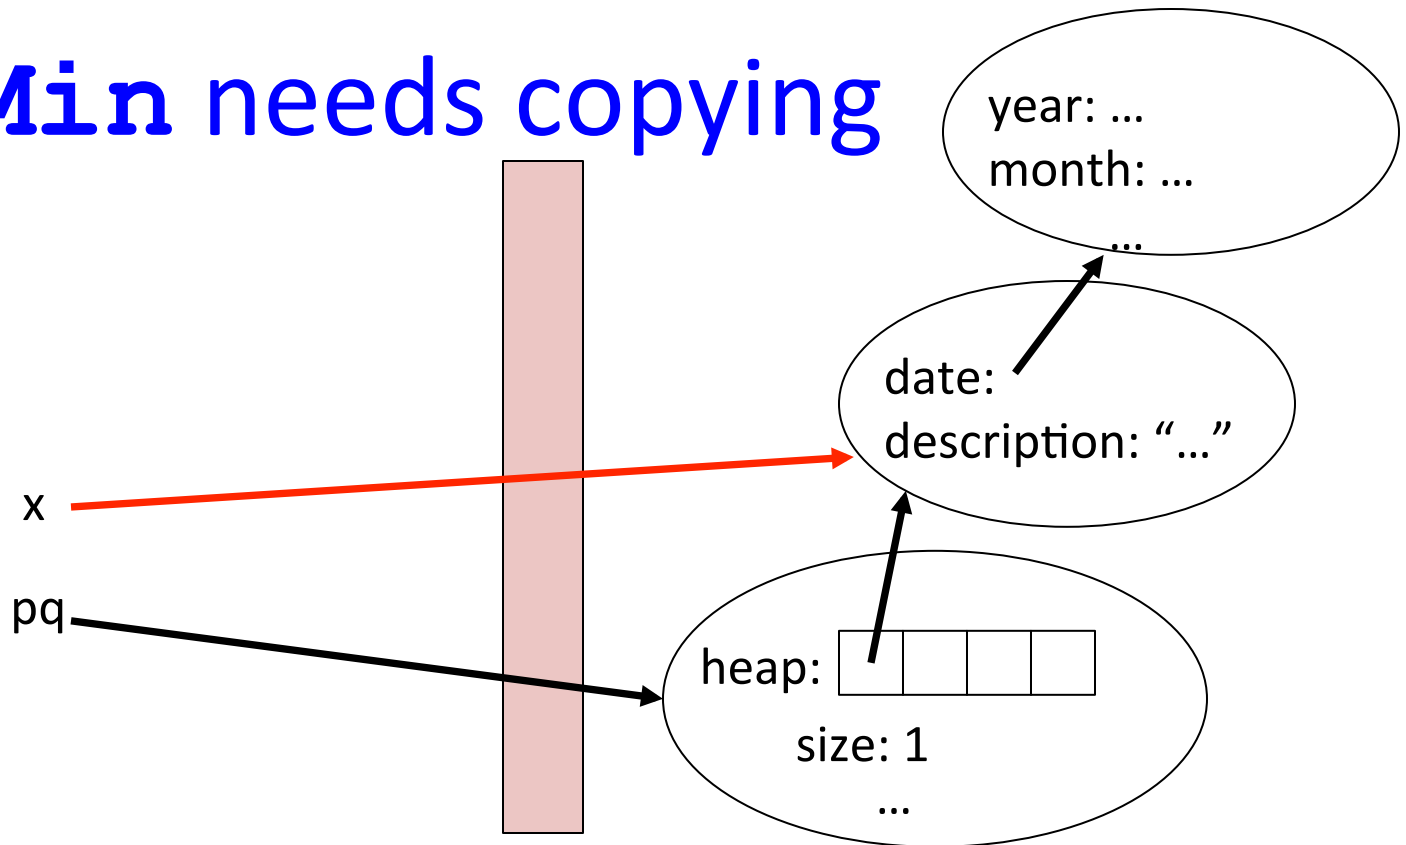 Min needs copying
year: …
month: …
…
date:
description: “…”
x
pq
heap:
size: 1
…